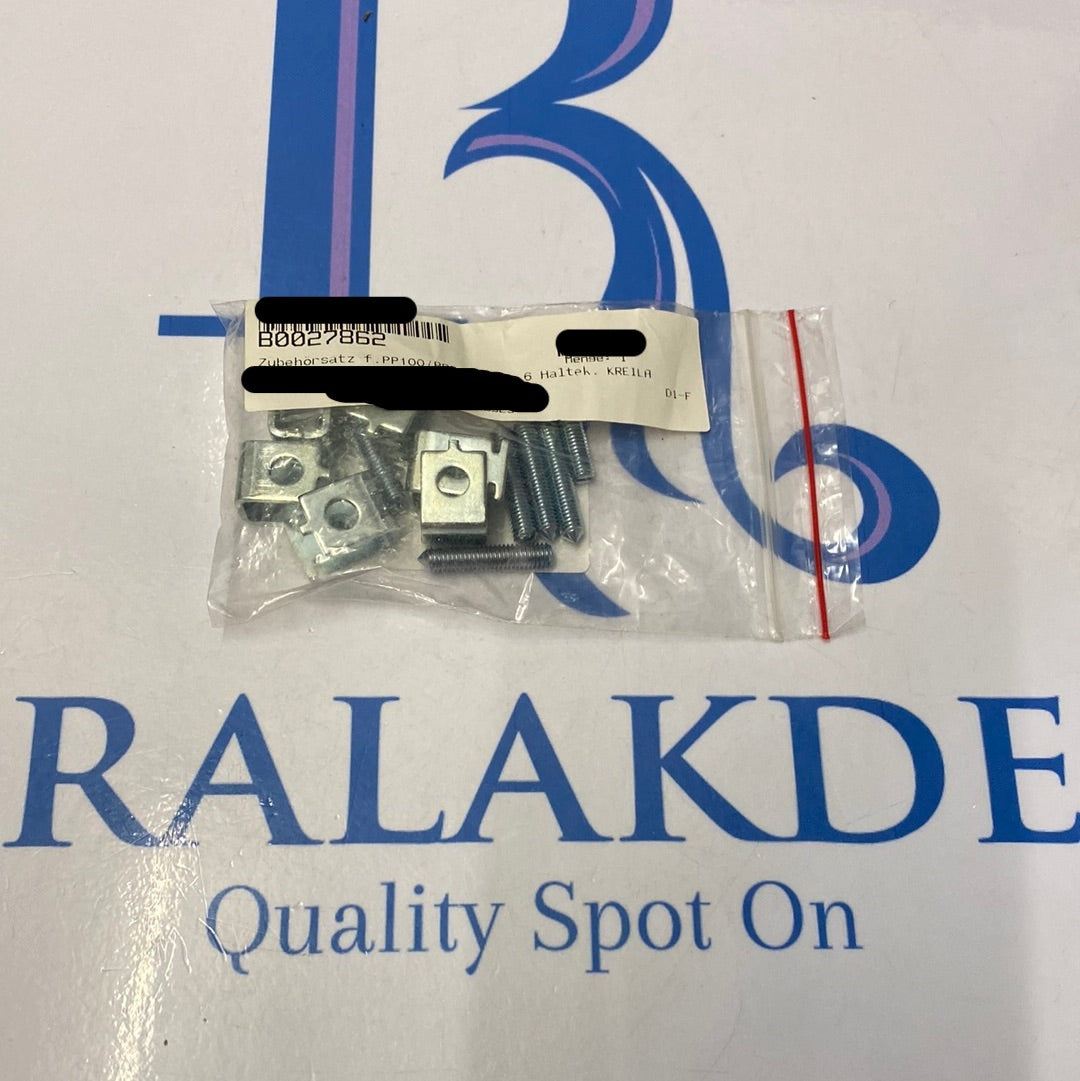 B0027862
Zubehörsatz f.PP100/
Menge: 1
6 Haltek. KREILA
D1-F
RALAKDE
Quality Spot On